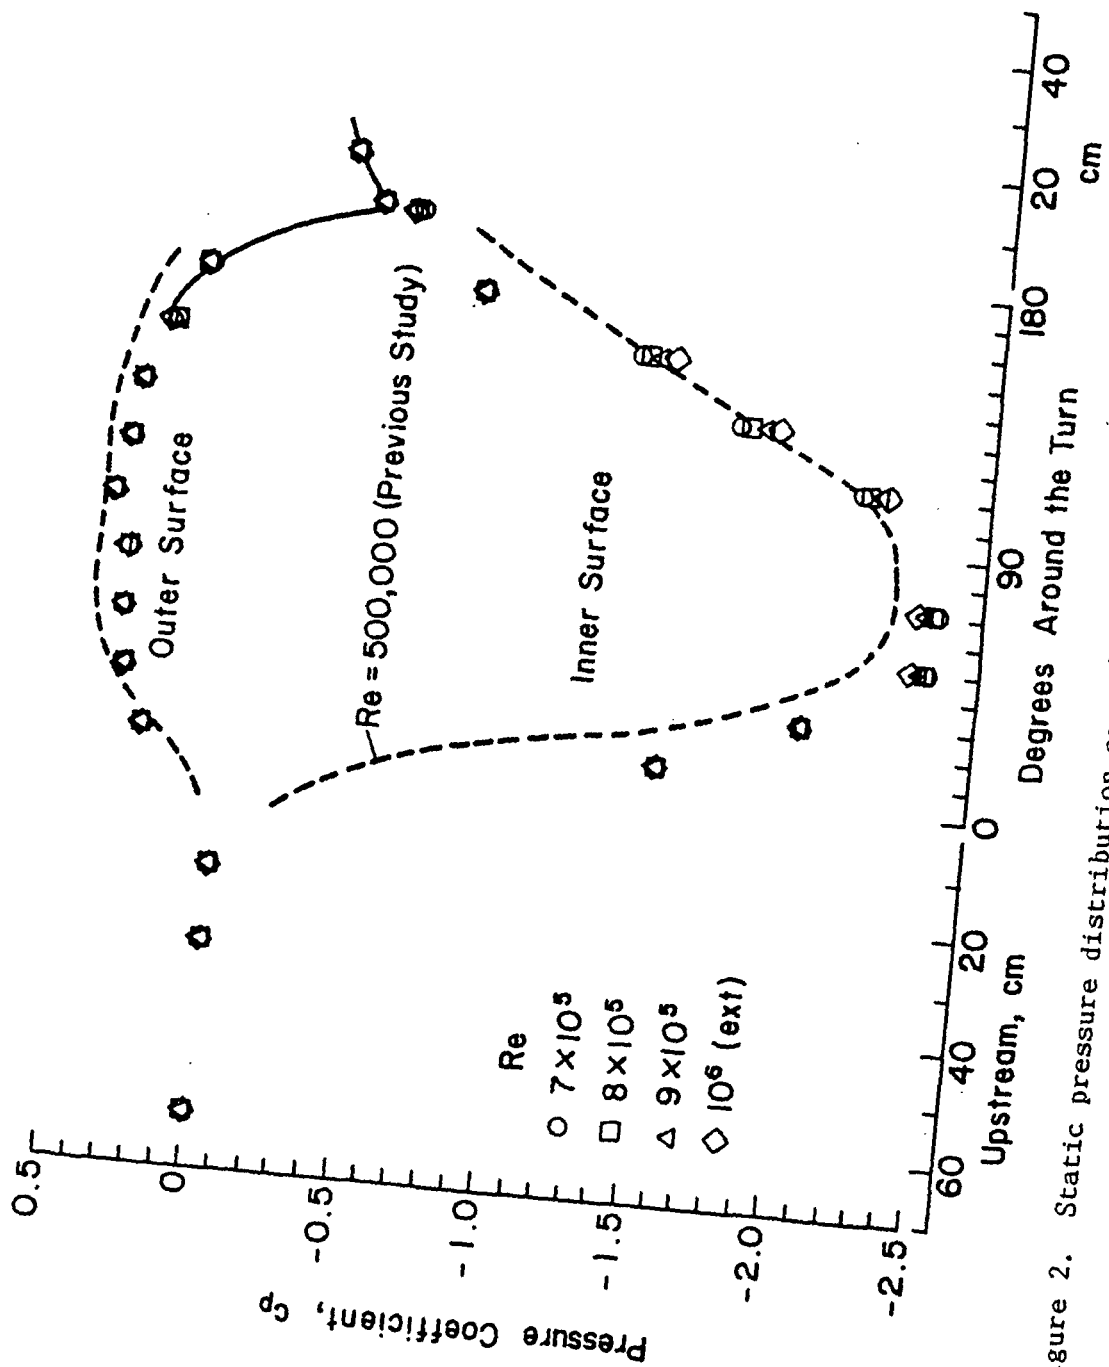 0.5
0
-0.5
-1.0
-1.5
-2.0
-2.5
Pressure Coefficient, Cp
Outer Surface
Re = 500,000 (Previous Study)
Inner Surface
Re
7×10⁵
8×10⁵
9×10⁵
10⁶ (ext)
60
40
20
0
90
180
20
40
Upstream, cm
Degrees Around the Turn
cm
gure 2. Static pressure distribution